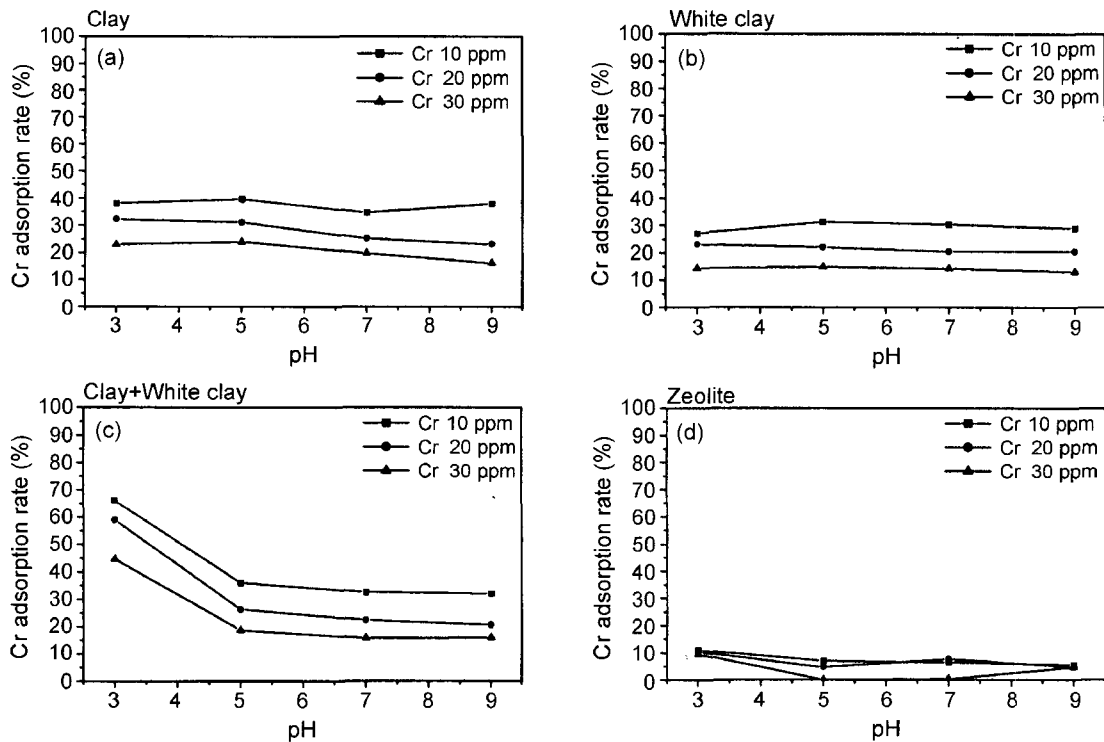 Clay
(a)
Cr 10 ppm
Cr 20 ppm
Cr 30 ppm
Cr adsorption rate (%)
100
90
80
70
60
50
40
30
20
10
0
3 4 5 6 7 8 9
pH
White clay
(b)
Cr 10 ppm
Cr 20 ppm
Cr 30 ppm
Cr adsorption rate (%)
100
90
80
70
60
50
40
30
20
10
0
3 4 5 6 7 8 9
pH
Clay+White clay
(c)
Cr 10 ppm
Cr 20 ppm
Cr 30 ppm
Cr adsorption rate (%)
100
90
80
70
60
50
40
30
20
10
0
3 4 5 6 7 8 9
pH
Zeolite
(d)
Cr 10 ppm
Cr 20 ppm
Cr 30 ppm
Cr adsorption rate (%)
100
90
80
70
60
50
40
30
20
10
0
3 4 5 6 7 8 9
pH